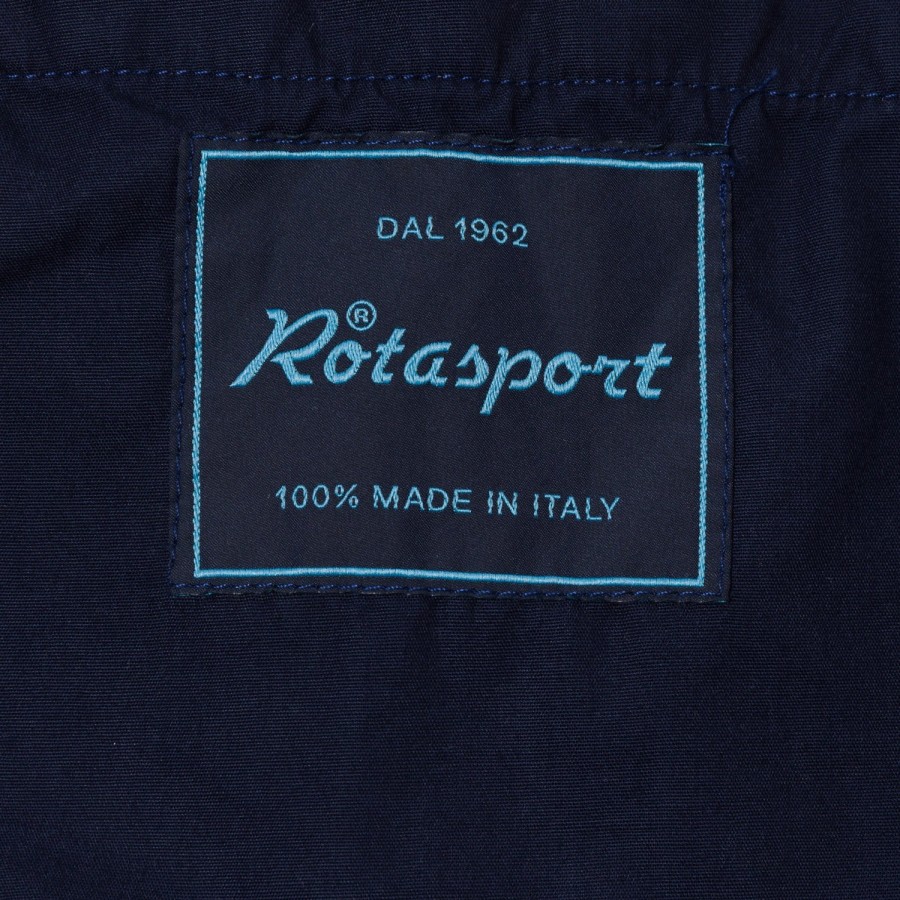 DAL 1962
Rotasport®
100% MADE IN ITALY